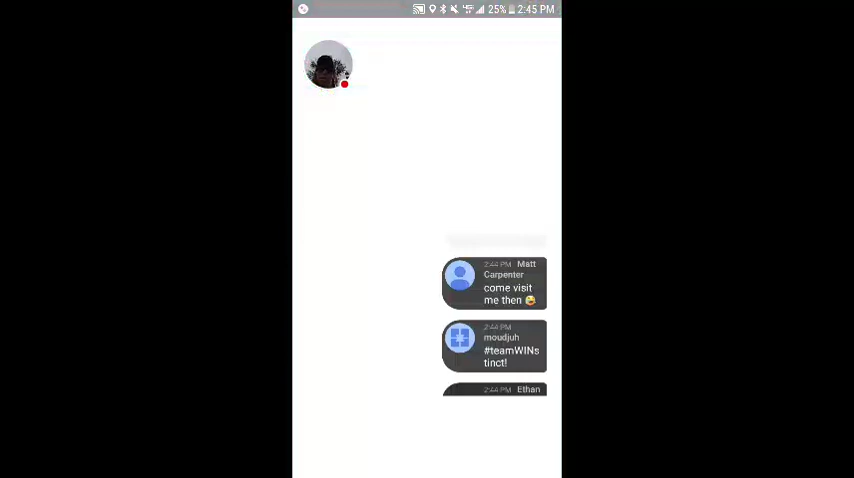 25% 2:45 PM
2:44 PM Matt
Carpenter
come visit
me then 😜
2:44 PM
moudjuh
#teamWINs
tinct!
2:44 PM Ethan